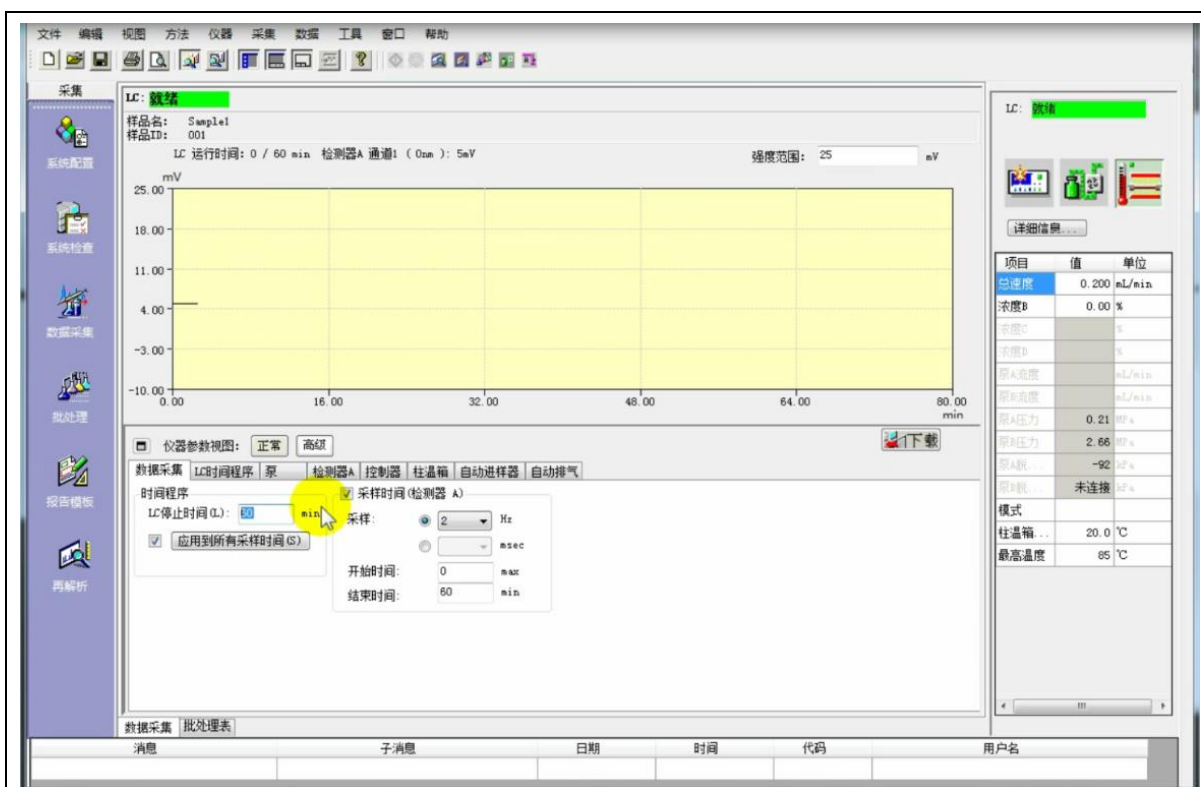 文件 编辑 视图 方法 仪器 采集 数据 工具 窗口 帮助
采集
系统配置
系统检查
数据采集
批处理
报告模板
再解析
LC: 就绪
样品名: Sample1
样品ID: 001
LC 运行时间: 0 / 60 min 检测器A 通道1 ( 0nm ): 5mV
强度范围: 25 mV
mV
25.00
18.00
11.00
4.00
-3.00
-10.00
0.00 16.00 32.00 48.00 64.00 80.00
min
仪器参数视图: 正常 高级
下载
数据采集 LCB时间程序 泵 检测器A 控制器 柱温箱 自动进样器 自动排气
时间程序
LC停止时间(L): min
应用到所有采样时间(S)
采样时间(检测器 A)
采样: 2 Hz
msec
开始时间: 0 max
结束时间: 60 min
数据采集 批处理表
消息 子消息 日期 时间 代码 用户名
LC: 就绪
详细信息...
项目 值 单位
总速度 0.200 mL/min
浓度B 0.00 %
浓度C %
浓度D %
泵A流度 mL/min
泵B流度 mL/min
泵A压力 0.21 MPa
泵B压力 2.66 MPa
泵A脱... -92 kPa
泵B脱... 未连接 kPa
模式
柱温箱... 20.0 ℃
最高温度 85 ℃